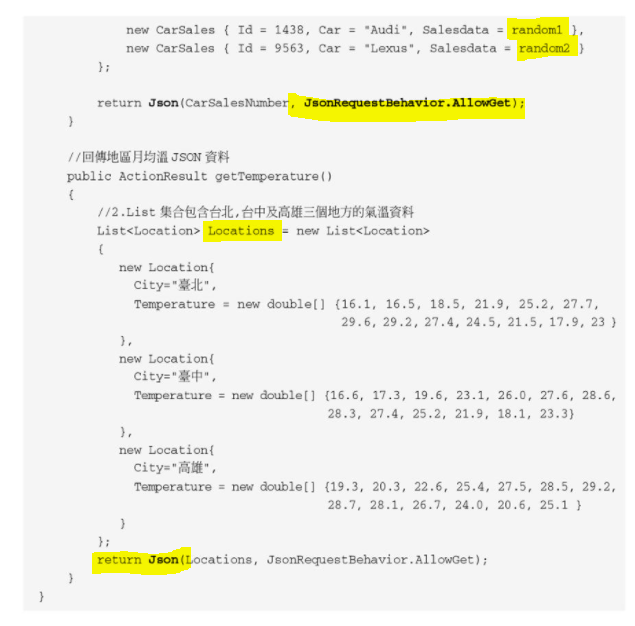 new CarSales { Id = 1438, Car = "Audi", Salesdata = random1 },
new CarSales { Id = 9563, Car = "Lexus", Salesdata = random2 }
};
return Json(CarSalesNumber, JsonRequestBehavior.AllowGet);
}
//回傳地區月均溫 JSON 資料
public ActionResult getTemperature()
{
//2.List 集合包含台北,台中及高雄三個地方的氣溫資料
List<Location> Locations = new List<Location>
{
new Location{
City="臺北",
Temperature = new double[] {16.1, 16.5, 18.5, 21.9, 25.2, 27.7,
29.6, 29.2, 27.4, 24.5, 21.5, 17.9, 23 }
},
new Location{
City="臺中",
Temperature = new double[] {16.6, 17.3, 19.6, 23.1, 26.0, 27.6, 28.6,
28.3, 27.4, 25.2, 21.9, 18.1, 23.3}
},
new Location{
City="高雄",
Temperature = new double[] {19.3, 20.3, 22.6, 25.4, 27.5, 28.5, 29.2,
28.7, 28.1, 26.7, 24.0, 20.6, 25.1 }
}
};
return Json(Locations, JsonRequestBehavior.AllowGet);
}
}